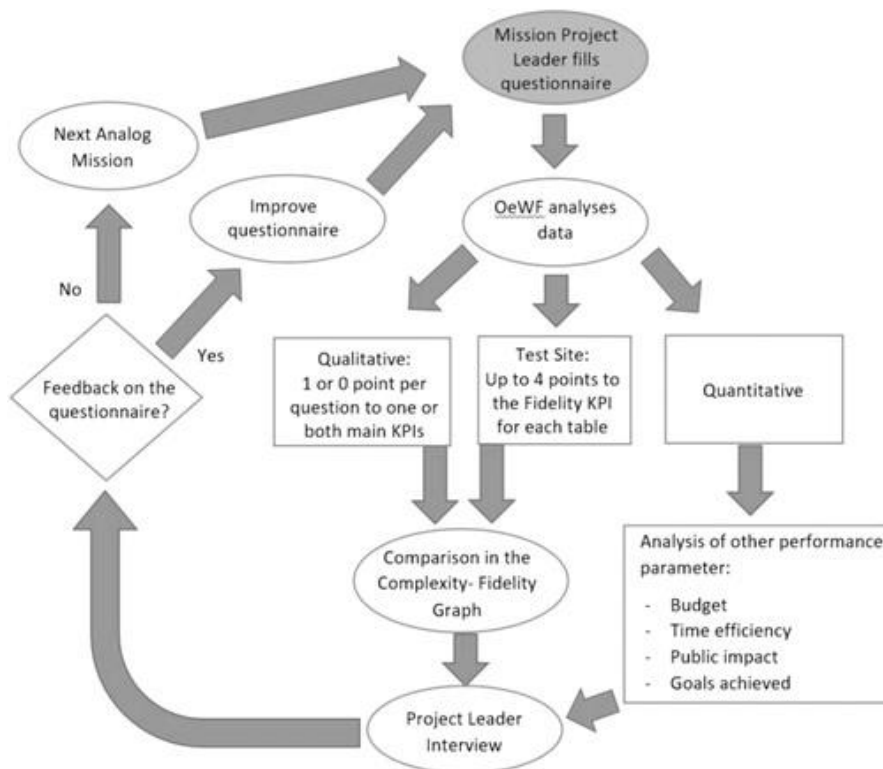 Mission Project
Leader fills
questionnaire
Next Analog
Mission
Improve
questionnaire
OeWF analyses
data
No
Yes
Feedback on the
questionnaire?
Qualitative:
1 or 0 point per
question to one or
both main KPIs
Test Site:
Up to 4 points to
the Fidelity KPI
for each table
Quantitative
Comparison in the
Complexity- Fidelity
Graph
Analysis of other performance
parameter:
- Budget
- Time efficiency
- Public impact
- Goals achieved
Project Leader
Interview